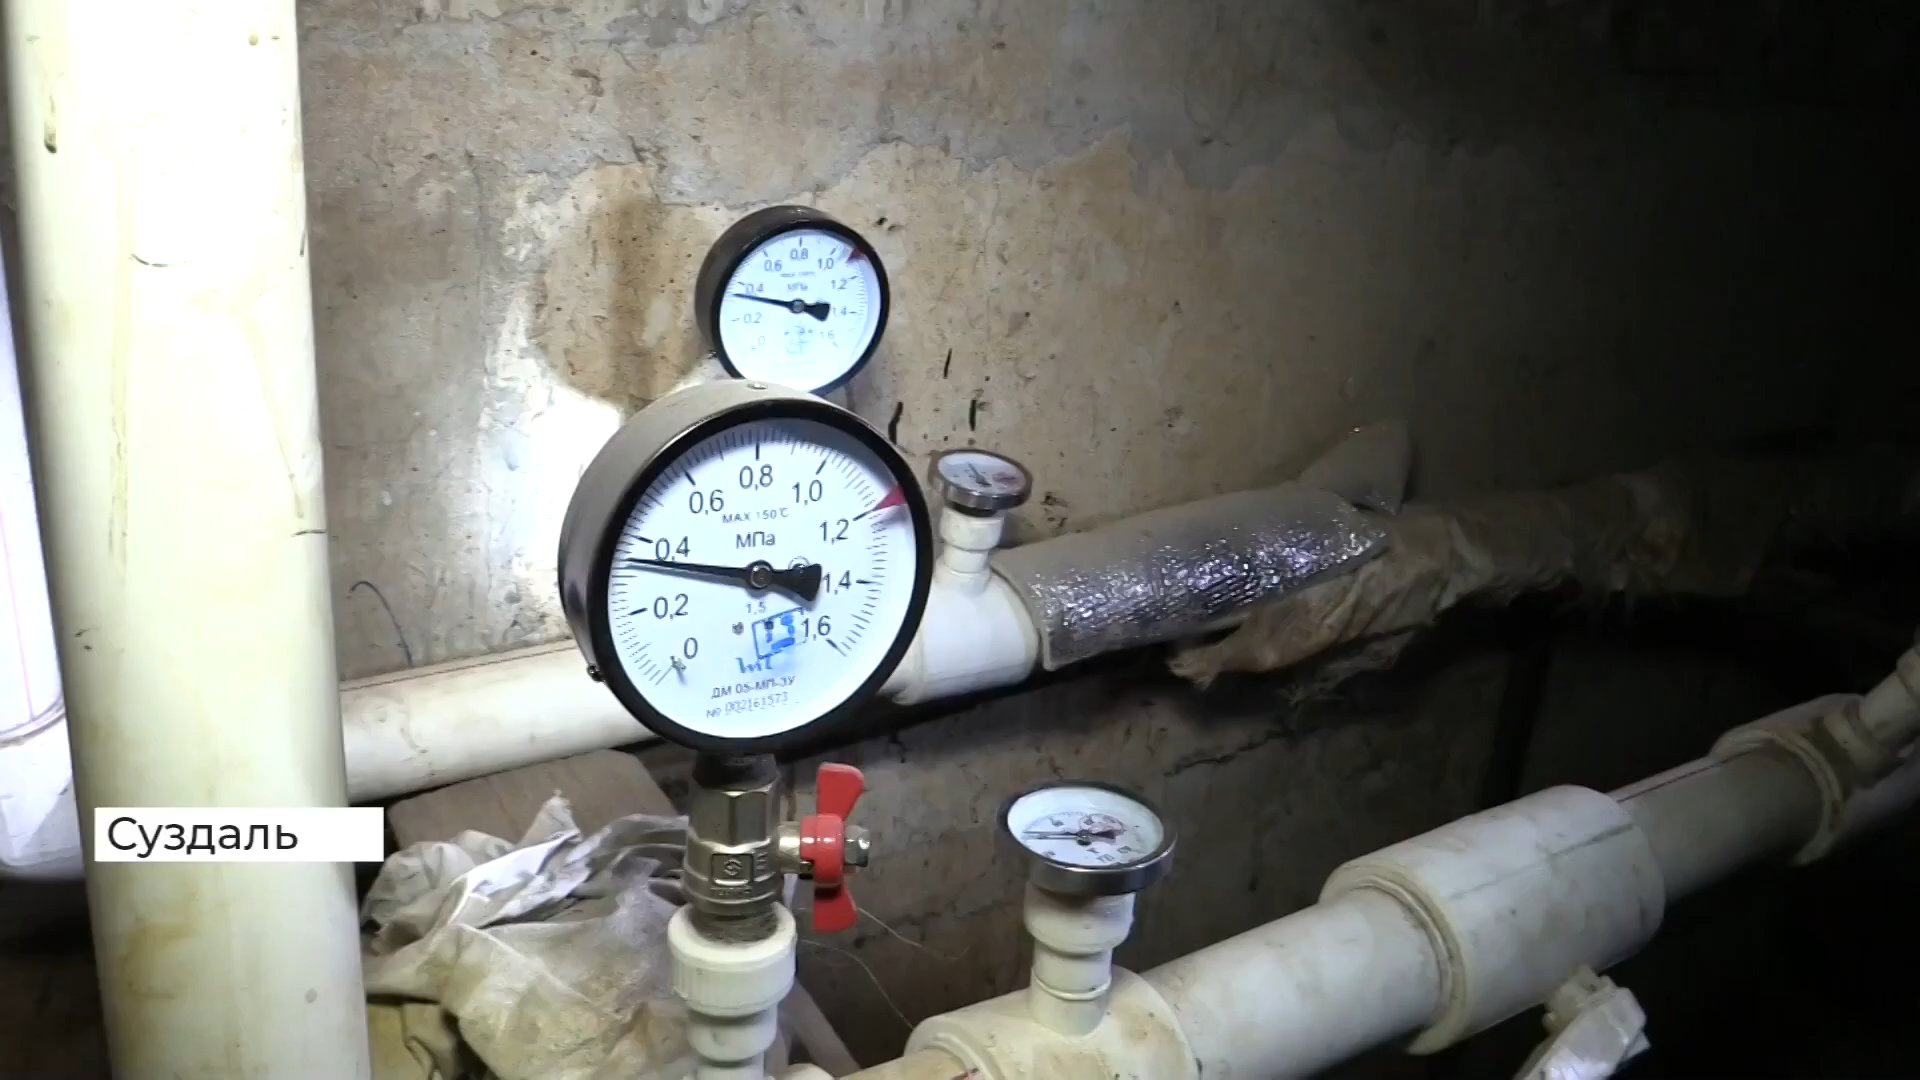 0,6 0,8 1,0
0,4 МПа 1,2
0,2 1,4
0 1,6
0,8
0,6 1,0
MAX 150°C
0,4 МПа 1,2
1,4
0,2 1,5
0 1,6
ДМ 05-МП-3У
№ 002161573
Суздаль